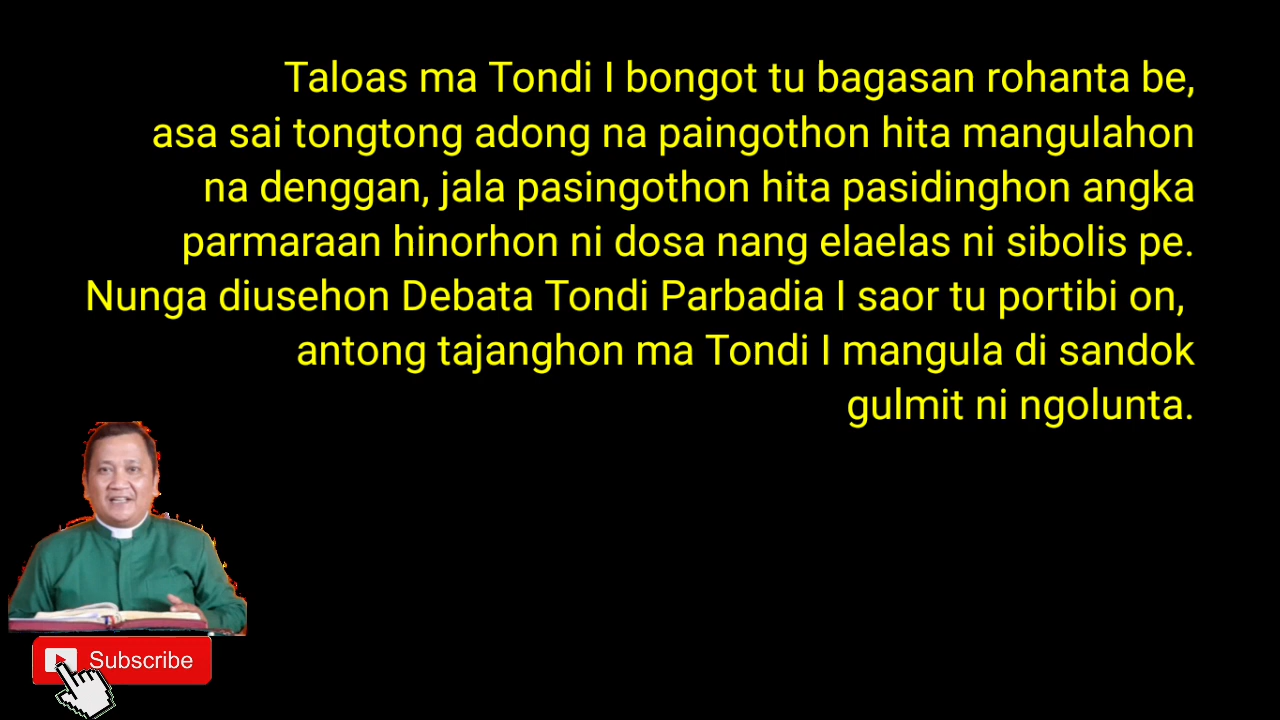 Taloas ma Tondi I bongot tu bagasan rohanta be,
asa sai tongtong adong na paingothon hita mangulahon
na denggan, jala pasingothon hita pasidinghon angka
parmaraan hinorhon ni dosa nang elaelas ni sibolis pe.
Nunga diusehon Debata Tondi Parbadia I saor tu portibi on,
antong tajanghon ma Tondi I mangula di sandok
gulmit ni ngolunta.
Subscribe